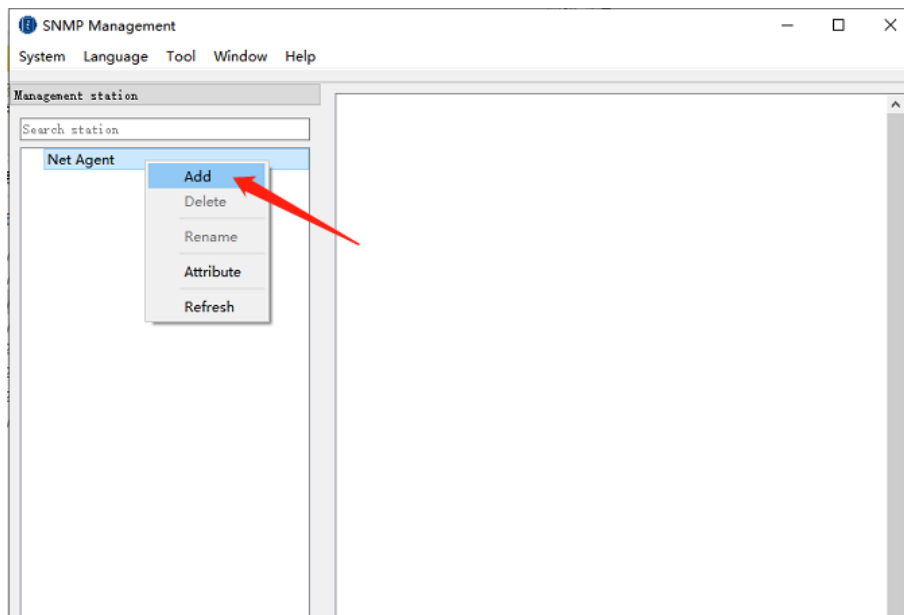 SNMP Management
System Language Tool Window Help
Management station
Search station
Net Agent
Add
Delete
Rename
Attribute
Refresh